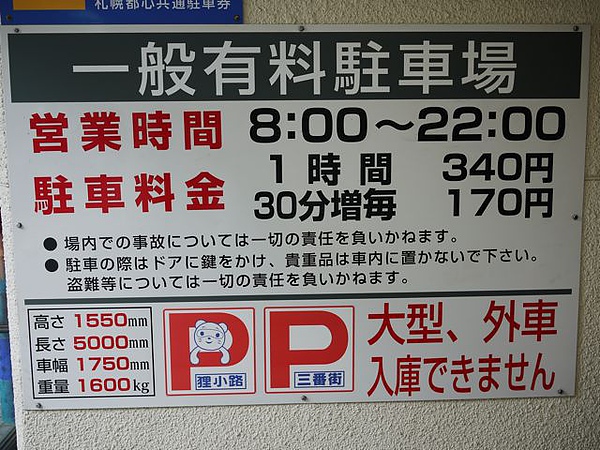 札幌都心共通駐車券
一般有料駐車場
営業時間 8:00～22:00
駐車料金 1時間 340円
30分増毎 170円
●場内での事故については一切の責任を負いかねます。
●駐車の際はドアに鍵をかけ、貴重品は車内に置かないで下さい。
盗難等については一切の責任を負いかねます。
高さ 1550mm
長さ 5000mm
車幅 1750mm
重量 1600kg
P
狸小路
P
三番街
大型、外車
入庫できません